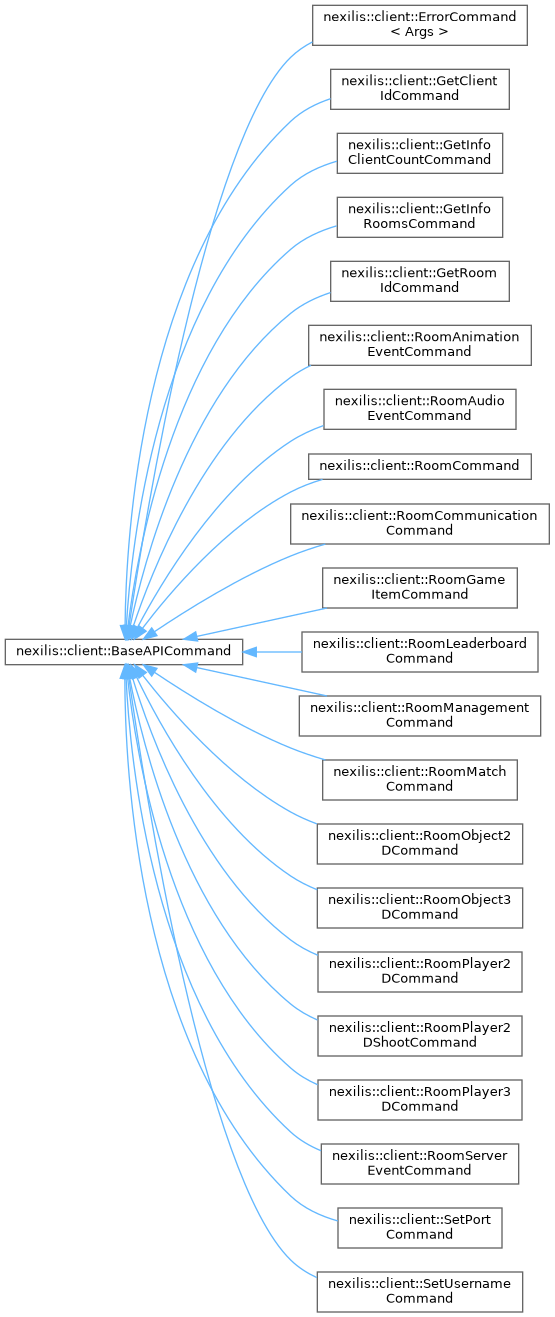 nexilis::client::ErrorCommand
< Args >
nexilis::client::GetClient
IdCommand
nexilis::client::GetInfo
ClientCountCommand
nexilis::client::GetInfo
RoomsCommand
nexilis::client::GetRoom
IdCommand
nexilis::client::RoomAnimation
EventCommand
nexilis::client::RoomAudio
EventCommand
nexilis::client::RoomCommand
nexilis::client::RoomCommunication
Command
nexilis::client::RoomGame
ItemCommand
nexilis::client::BaseAPICommand
nexilis::client::RoomLeaderboard
Command
nexilis::client::RoomManagement
Command
nexilis::client::RoomMatch
Command
nexilis::client::RoomObject2
DCommand
nexilis::client::RoomObject3
DCommand
nexilis::client::RoomPlayer2
DCommand
nexilis::client::RoomPlayer2
DShootCommand
nexilis::client::RoomPlayer3
DCommand
nexilis::client::RoomServer
EventCommand
nexilis::client::SetPort
Command
nexilis::client::SetUsername
Command